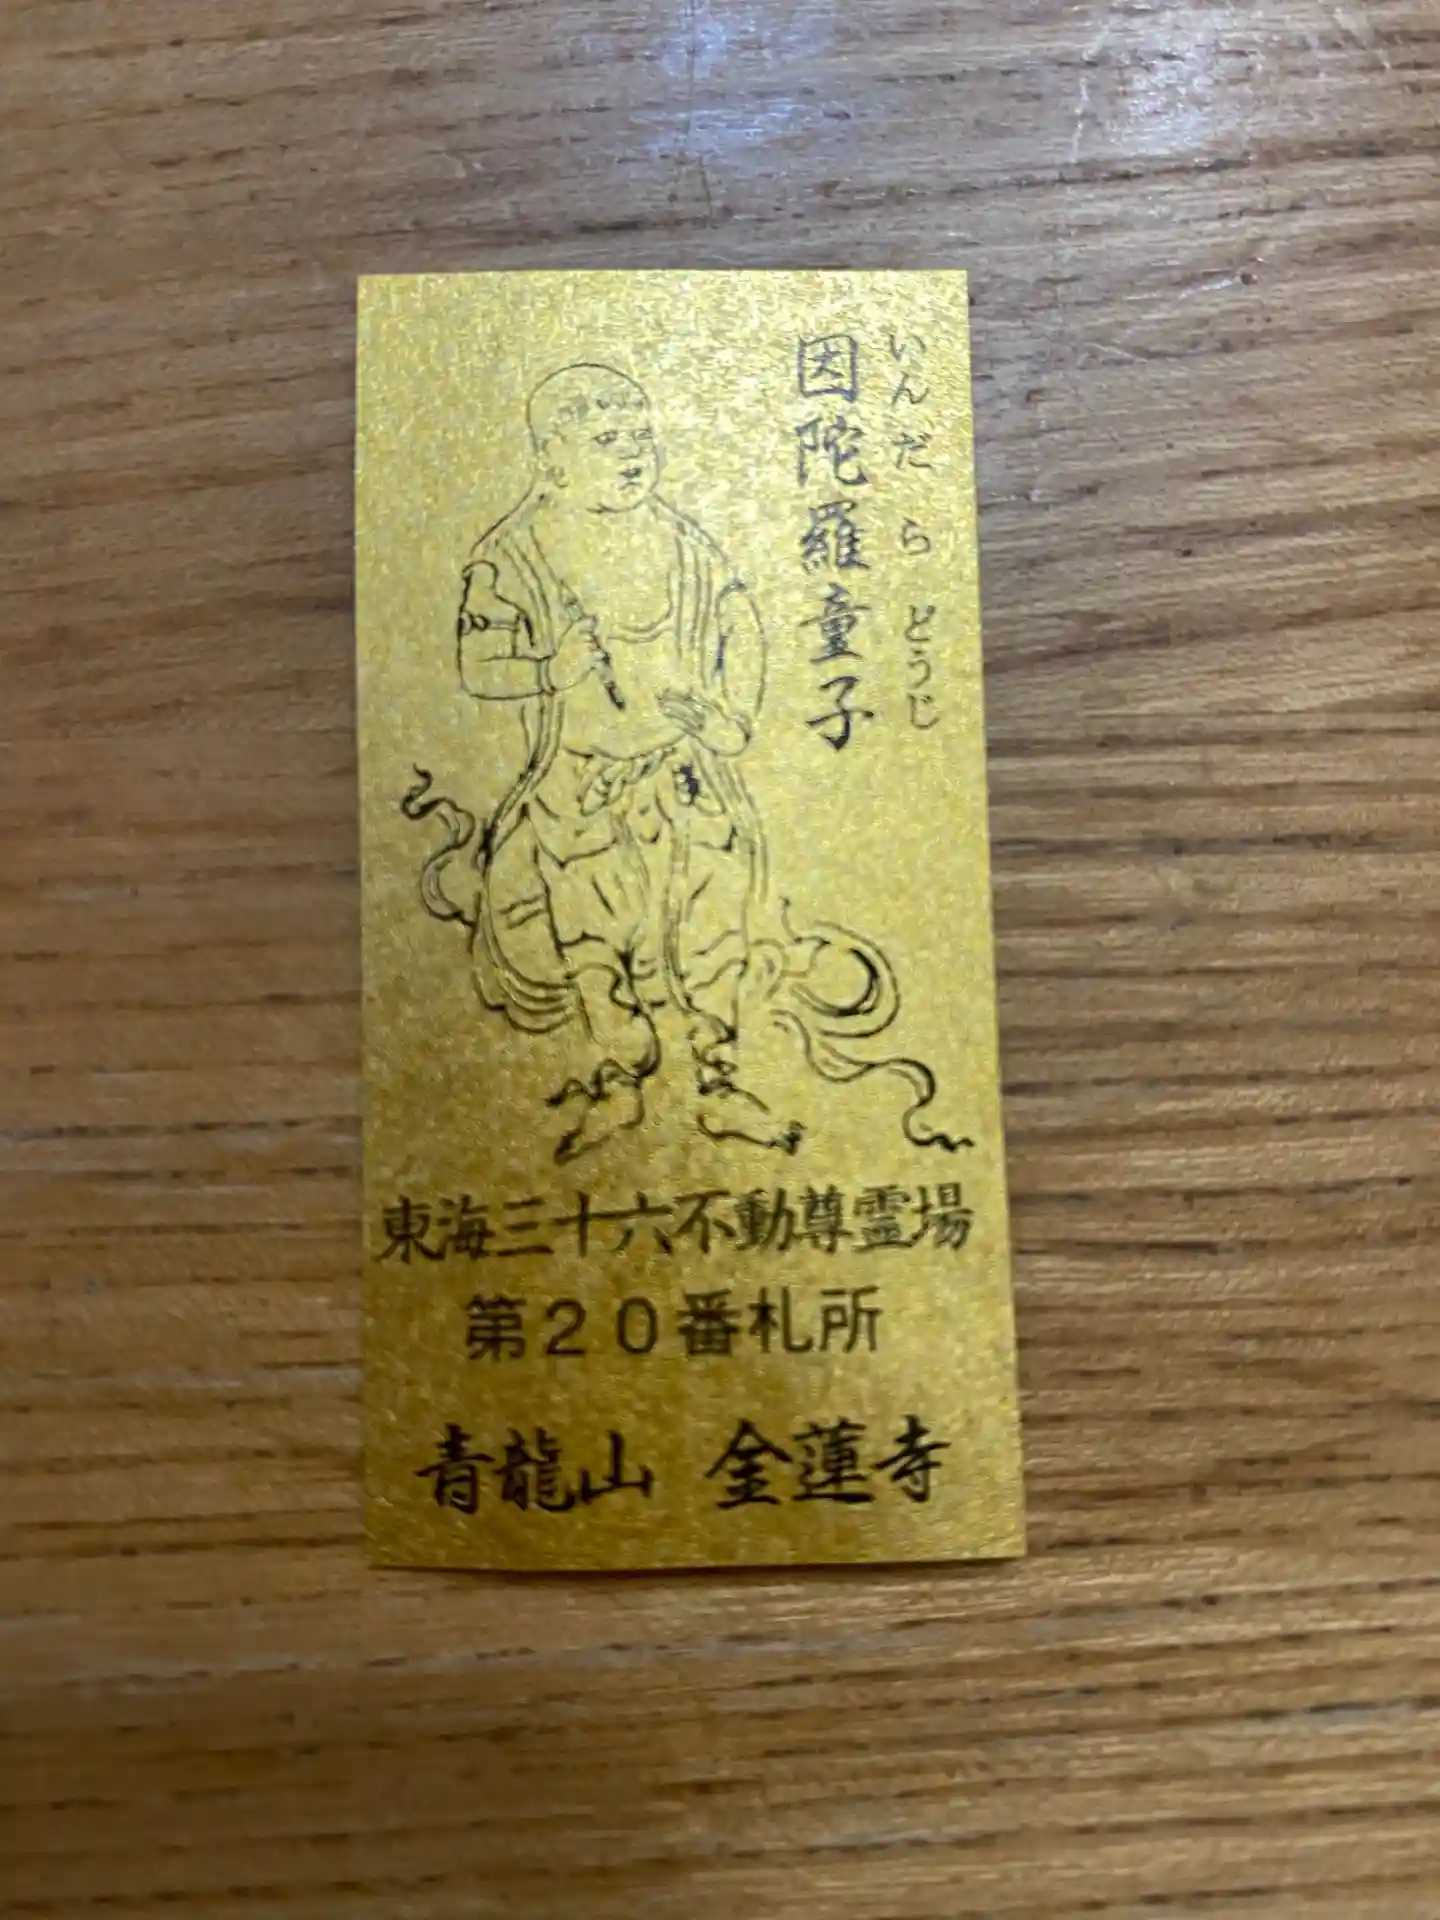 因陀羅童子
いんだらどうじ
東海三十六不動尊霊場
第20番札所
青龍山 金蓮寺